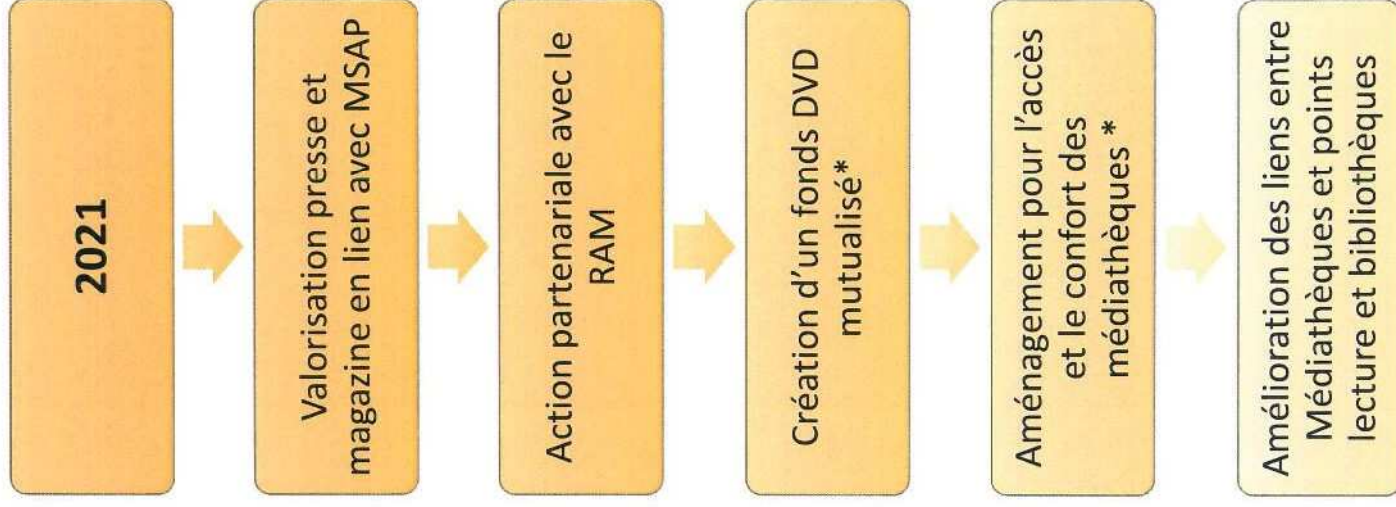 2021
Valorisation presse et
magazine en lien avec MSAP
Action partenariale avec le
RAM
Création d'un fonds DVD
mutualisé*
Aménagement pour l'accès
et le confort des
médiathèques *
Amélioration des liens entre
Médiathèques et points
lecture et bibliothèques